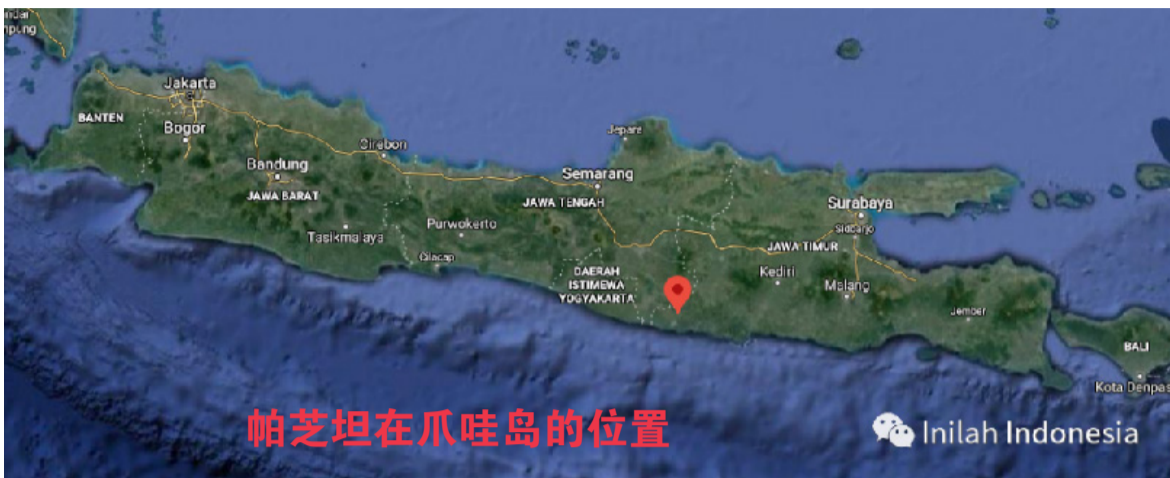 Jakarta
BANTEN
Bogor
Cirebon
Bandung
JAWA BARAT
Tasikmalaya
Purwokerto
Cilacap
Jepara
Semarang
JAWA TENGAH
DAERAH
ISTIMEWA
YOGYAKARTA
Surabaya
Sidoarjo
JAWA TIMUR
Kediri
Malang
Jember
BALI
Kota Denpas
帕芝坦在爪哇岛的位置
Inilah Indonesia